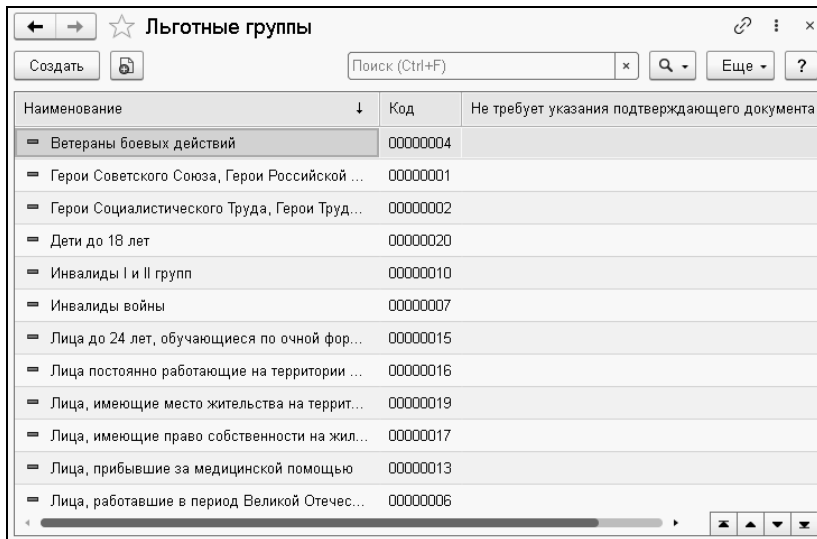 Льготные группы
Создать Поиск (Ctrl+F) × Еще ?
Наименование ↓ Код Не требует указания подтверждающего документа
Ветераны боевых действий 00000004
Герои Советского Союза, Герои Российской ... 00000001
Герои Социалистического Труда, Герои Труд... 00000002
Дети до 18 лет 00000020
Инвалиды I и II групп 00000010
Инвалиды войны 00000007
Лица до 24 лет, обучающиеся по очной фор... 00000015
Лица постоянно работающие на территории ... 00000016
Лица, имеющие место жительства на террит... 00000019
Лица, имеющие право собственности на жил... 00000017
Лица, прибывшие за медицинской помощью 00000013
Лица, работавшие в период Великой Отечес... 00000006